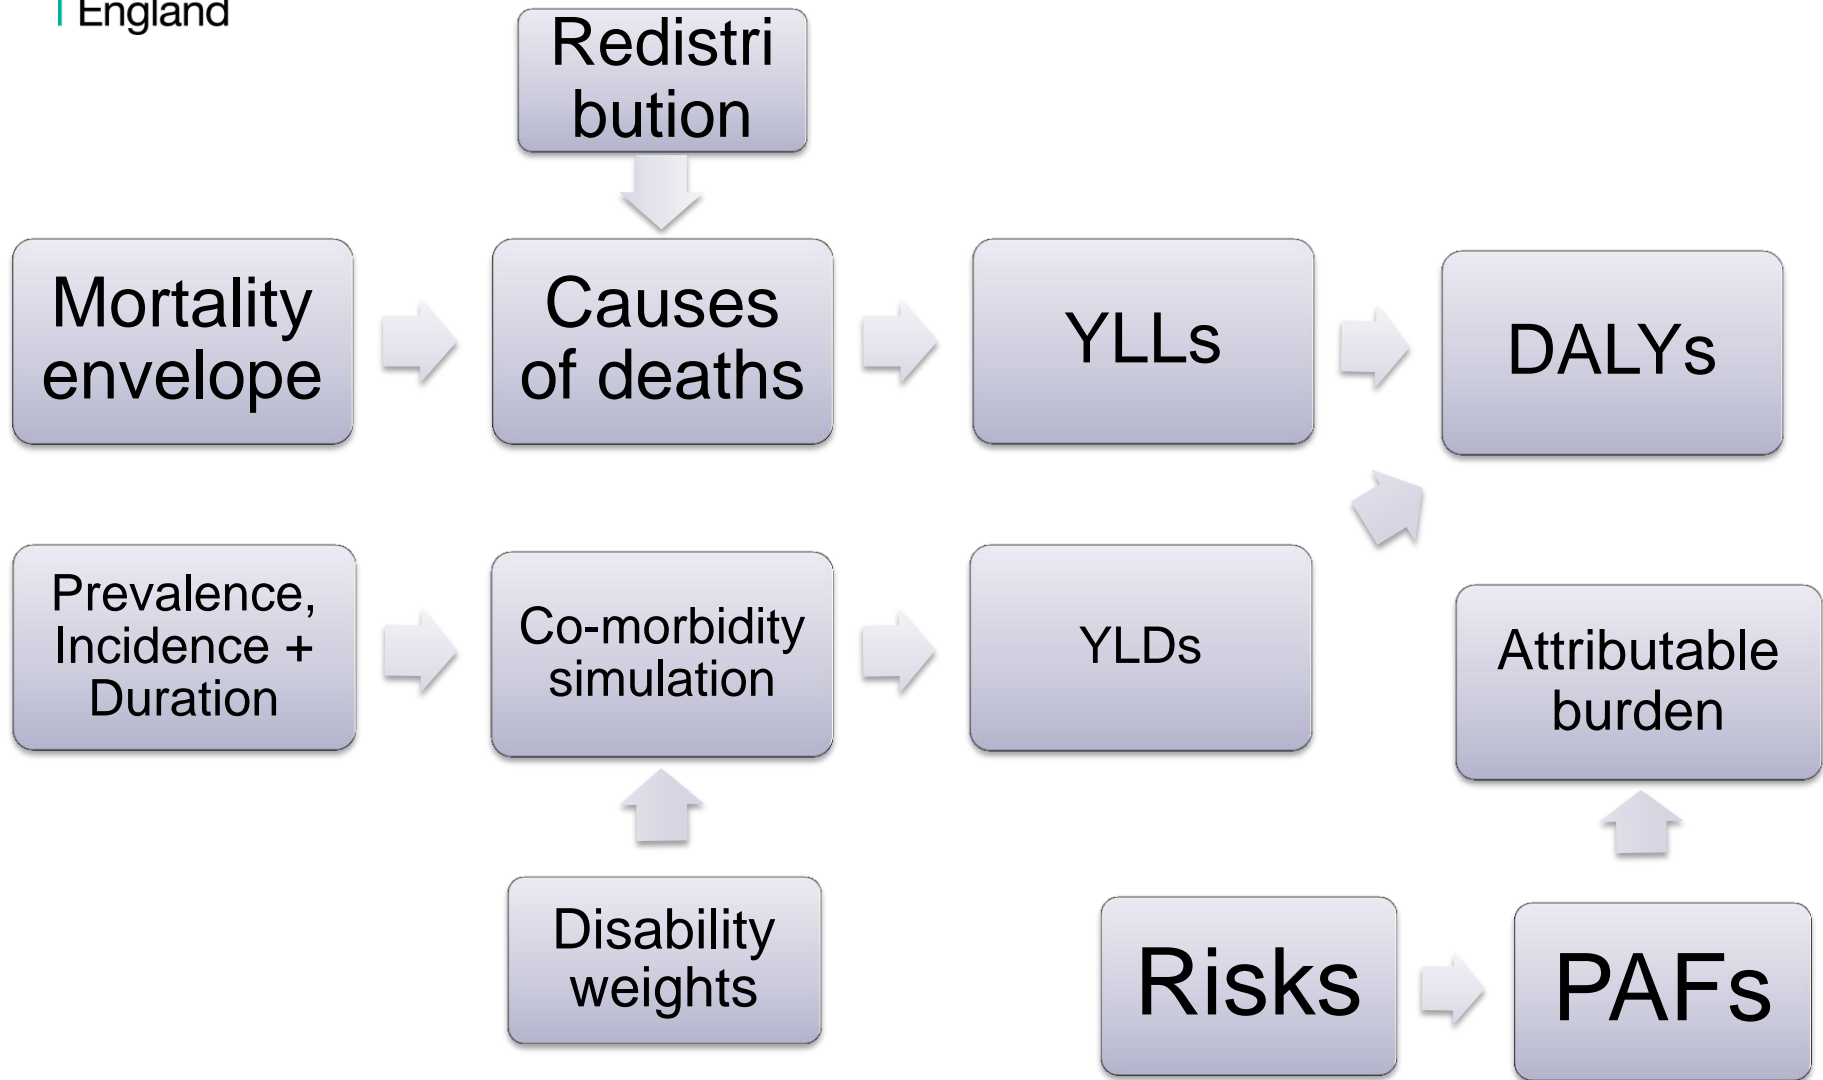 England
Redistri
bution
Mortality
envelope
Causes
of deaths
YLLs
DALYs
Prevalence,
Incidence +
Duration
Co-morbidity
simulation
YLDs
Attributable
burden
Disability
weights
Risks
PAFs